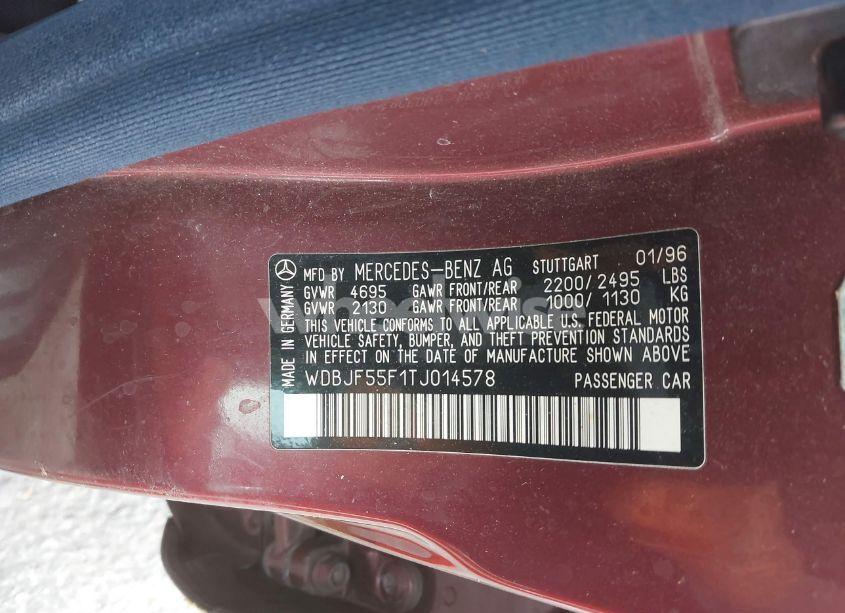 MFD BY MERCEDES-BENZ AG STUTTGART 01/96
GVWR 4695 GAWR FRONT/REAR 2200/2495 LBS
GVWR 2130 GAWR FRONT/REAR 1000/1130 KG
THIS VEHICLE CONFORMS TO ALL APPLICABLE U.S. FEDERAL MOTOR
VEHICLE SAFETY, BUMPER, AND THEFT PREVENTION STANDARDS
IN EFFECT ON THE DATE OF MANUFACTURE SHOWN ABOVE
WDBJF55F1TJ014578 PASSENGER CAR
MADE IN GERMANY